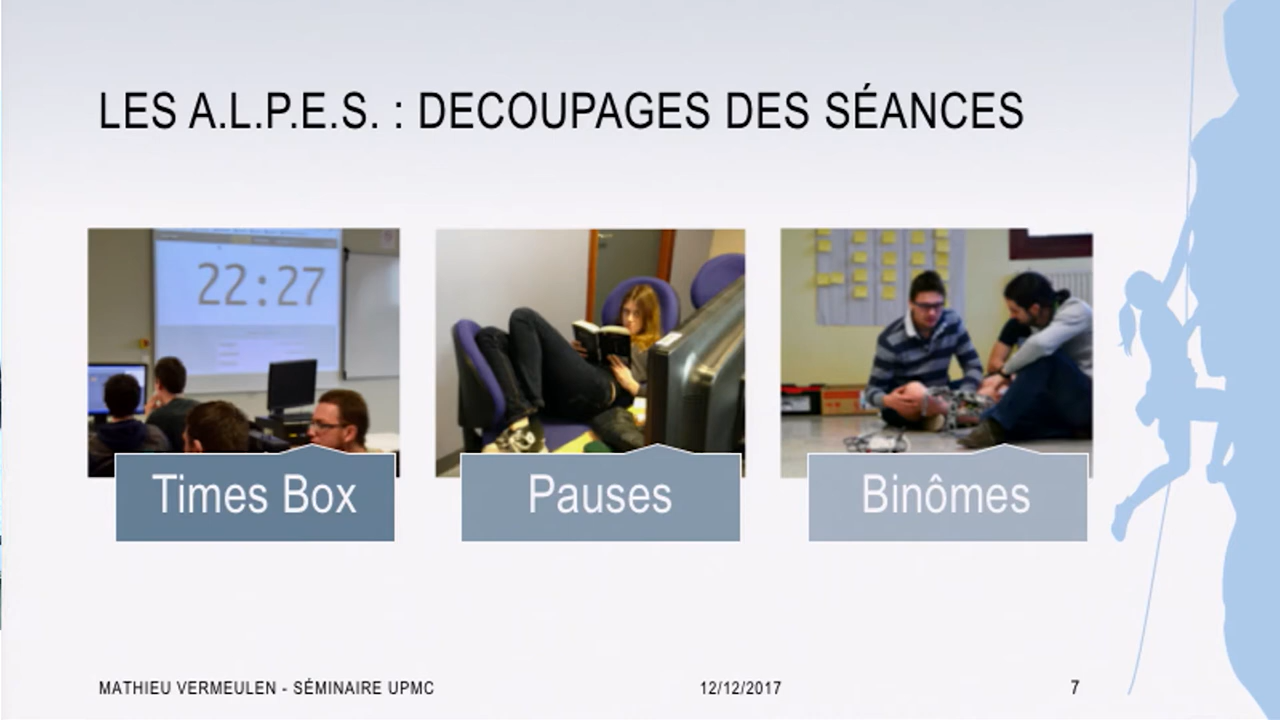 LES A.L.P.E.S. : DECOUPAGES DES SÉANCES
22:27
Times Box
Pauses
Binômes
MATHIEU VERMEULEN - SÉMINAIRE UPMC
12/12/2017
7